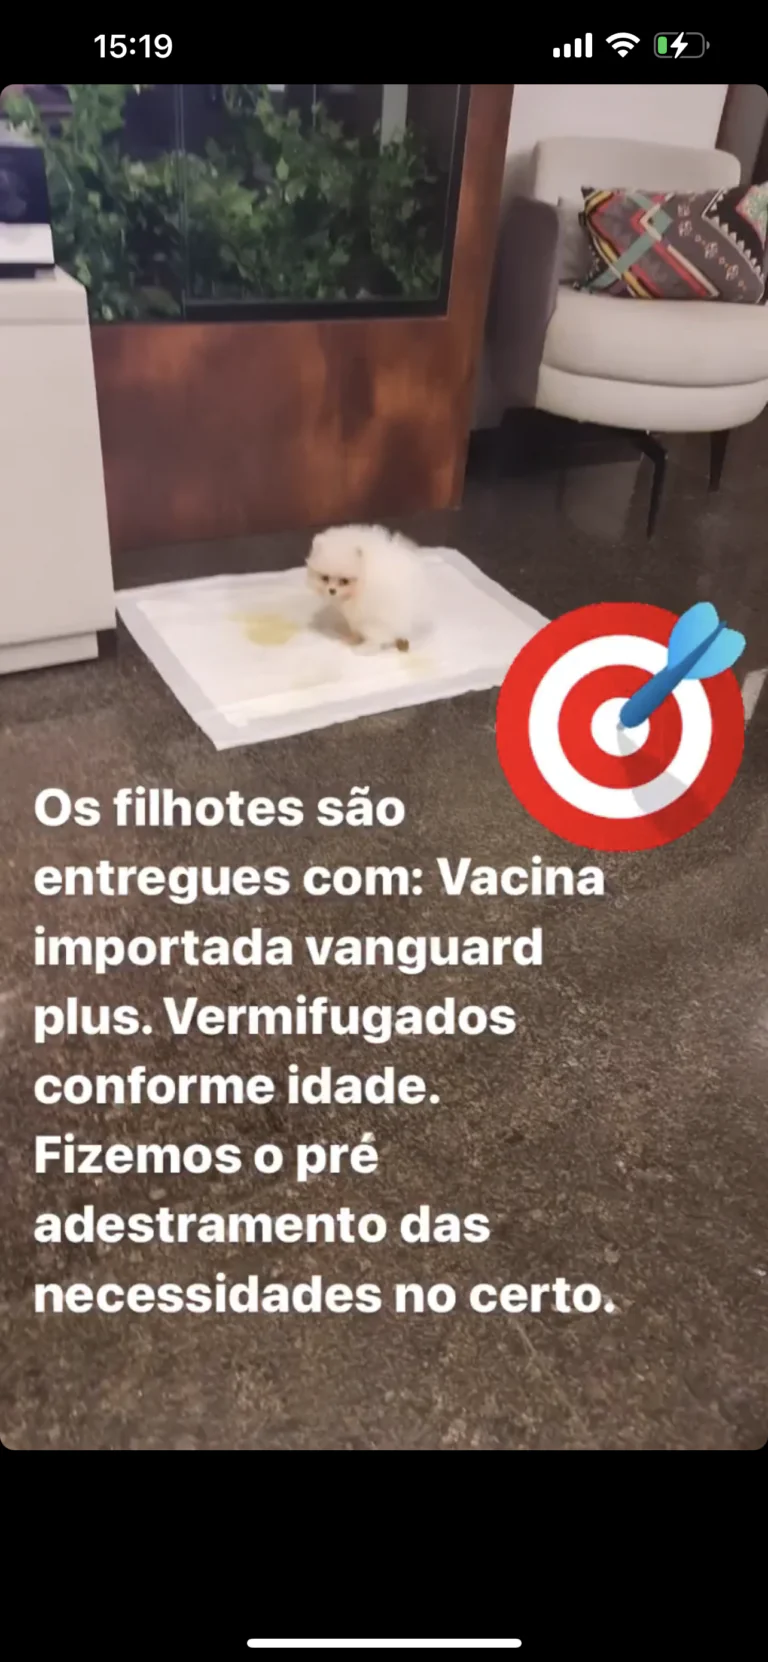 15:19
Os filhotes são
entregues com: Vacina
importada vanguard
plus. Vermifugados
conforme idade.
Fizemos o pré
adestramento das
necessidades no certo.